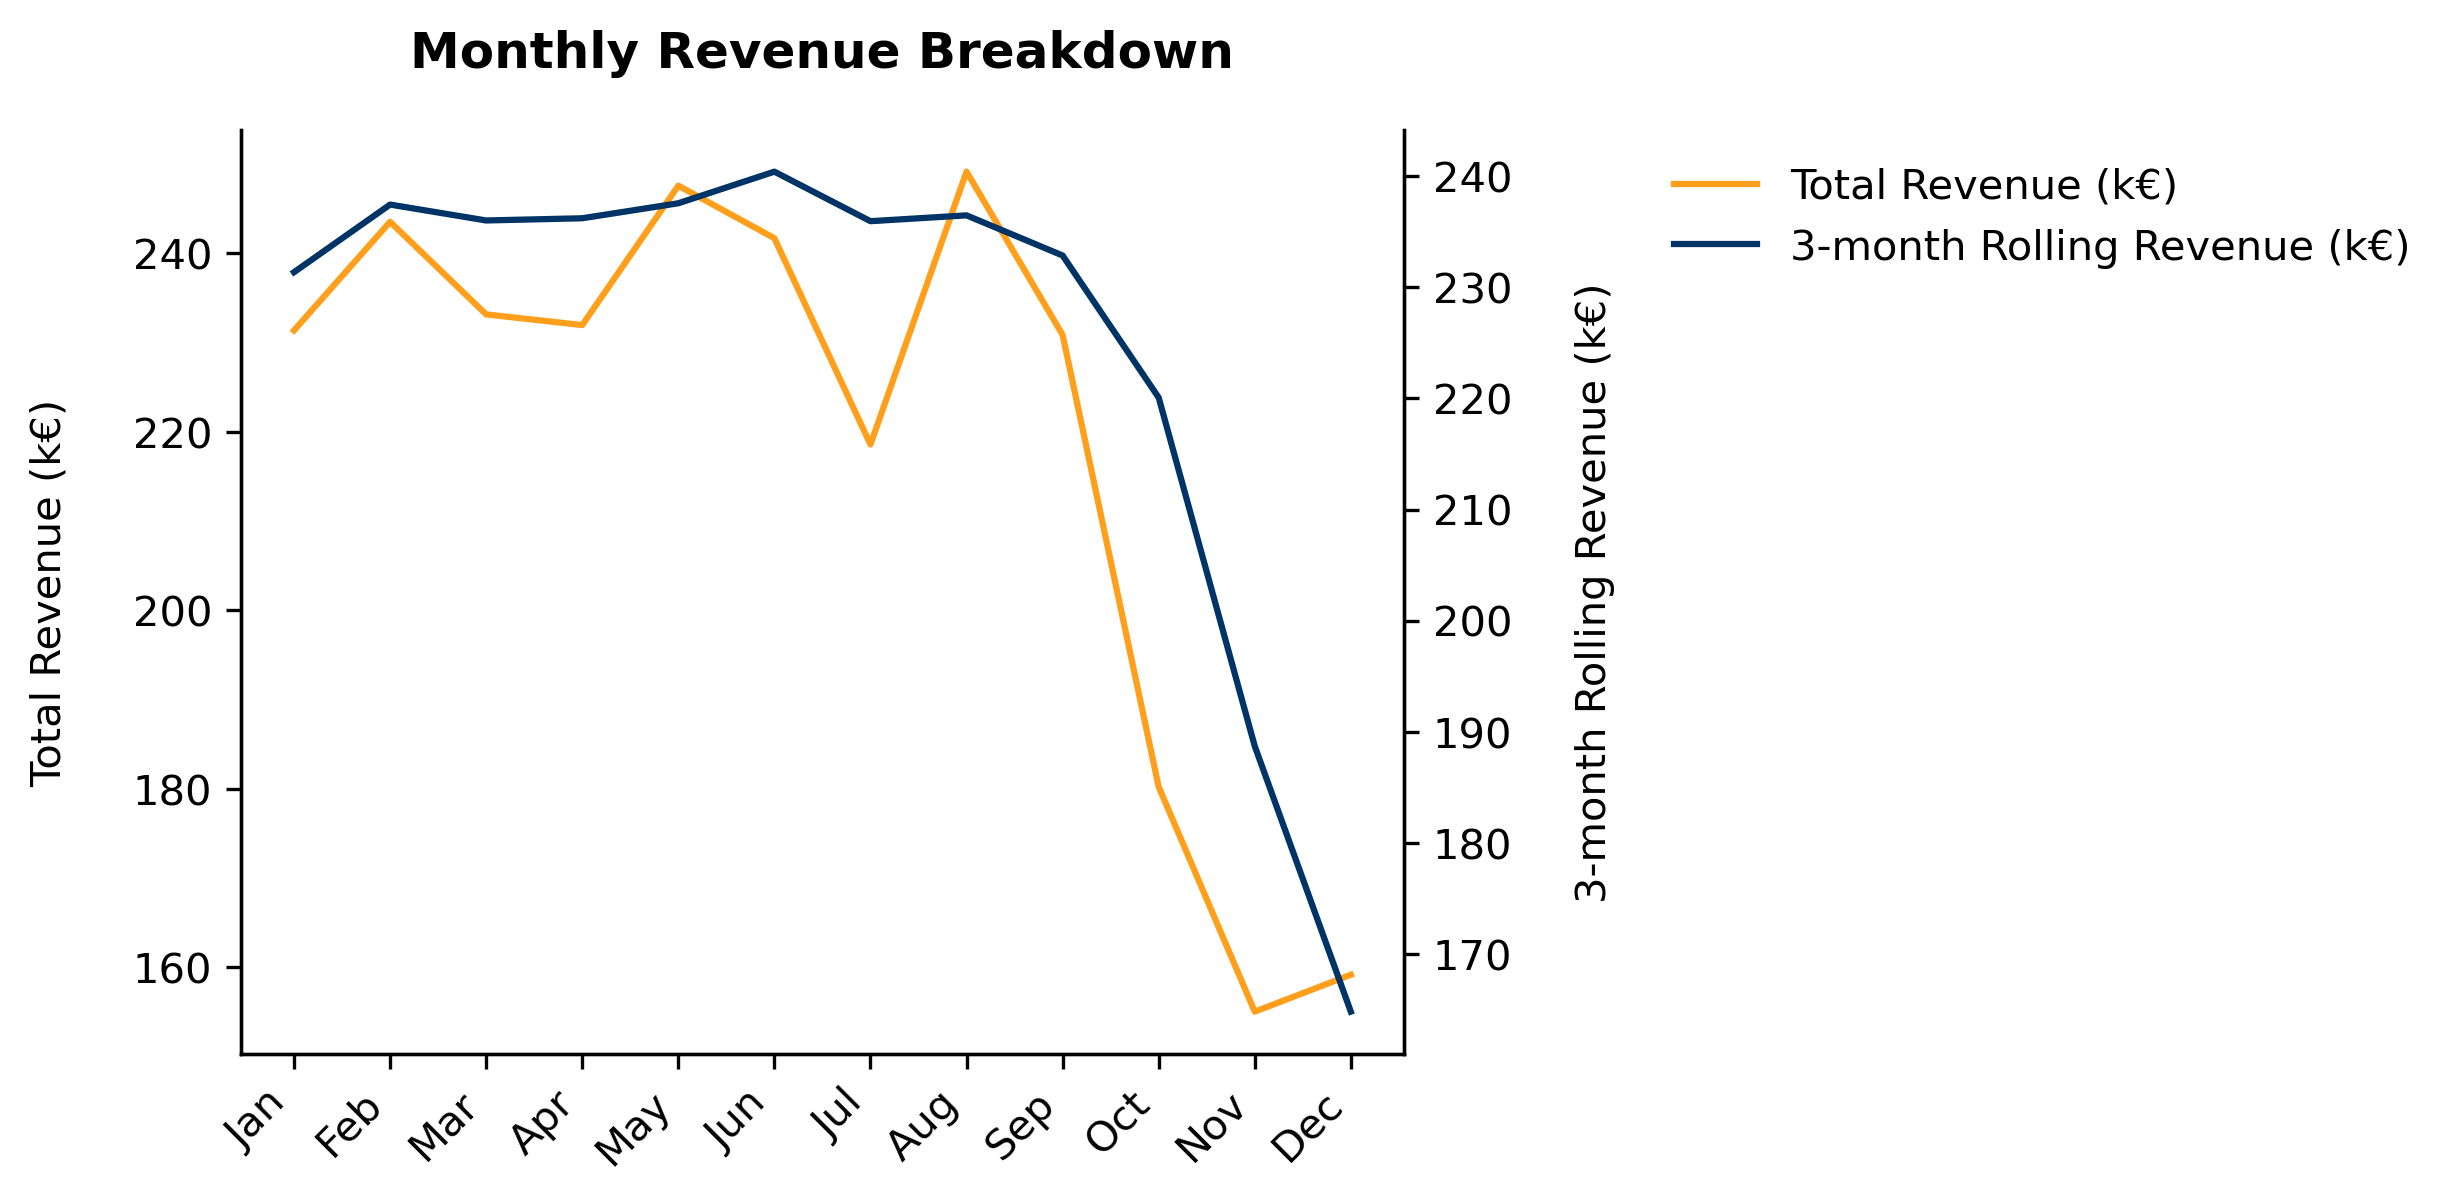 Monthly Revenue Breakdown
Total Revenue (k€)
3-month Rolling Revenue (k€)
Total Revenue (k€)
240
220
200
180
160
240
230
220
210
200
190
180
170
3-month Rolling Revenue (k€)
Jan
Feb
Mar
Apr
May
Jun
Jul
Aug
Sep
Oct
Nov
Dec